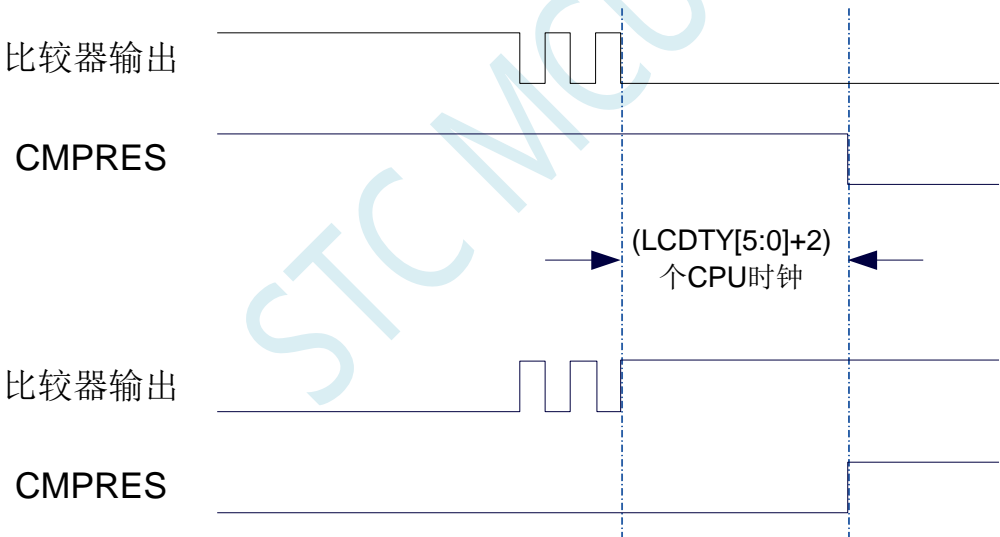 比较器输出
CMPRES
(LCDTY[5:0]+2)
个CPU时钟
比较器输出
CMPRES
STC MCU